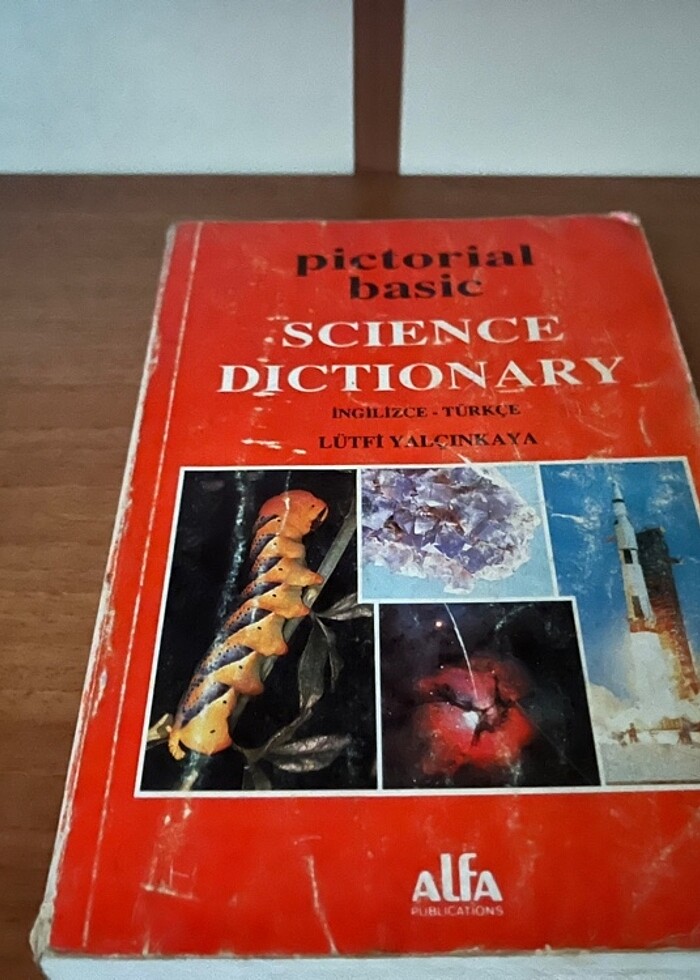 pictorial
basic
SCIENCE
DICTIONARY
İNGİLİZCE - TÜRKÇE
LÜTFİ YALÇINKAYA
ALFA
PUBLICATIONS